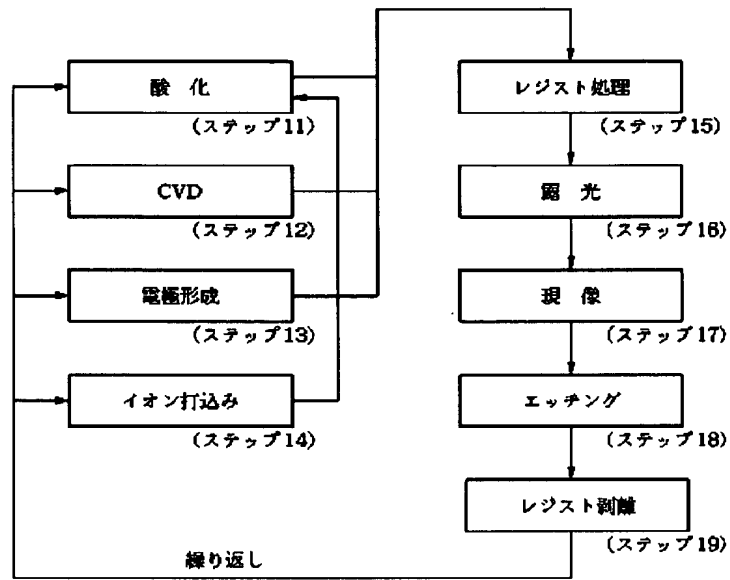 酸 化
(ステップ11)
CVD
(ステップ12)
電極形成
(ステップ13)
イオン打込み
(ステップ14)
レジスト処理
(ステップ15)
露 光
(ステップ16)
現 像
(ステップ17)
エッチング
(ステップ18)
レジスト剥離
(ステップ19)
繰り返し